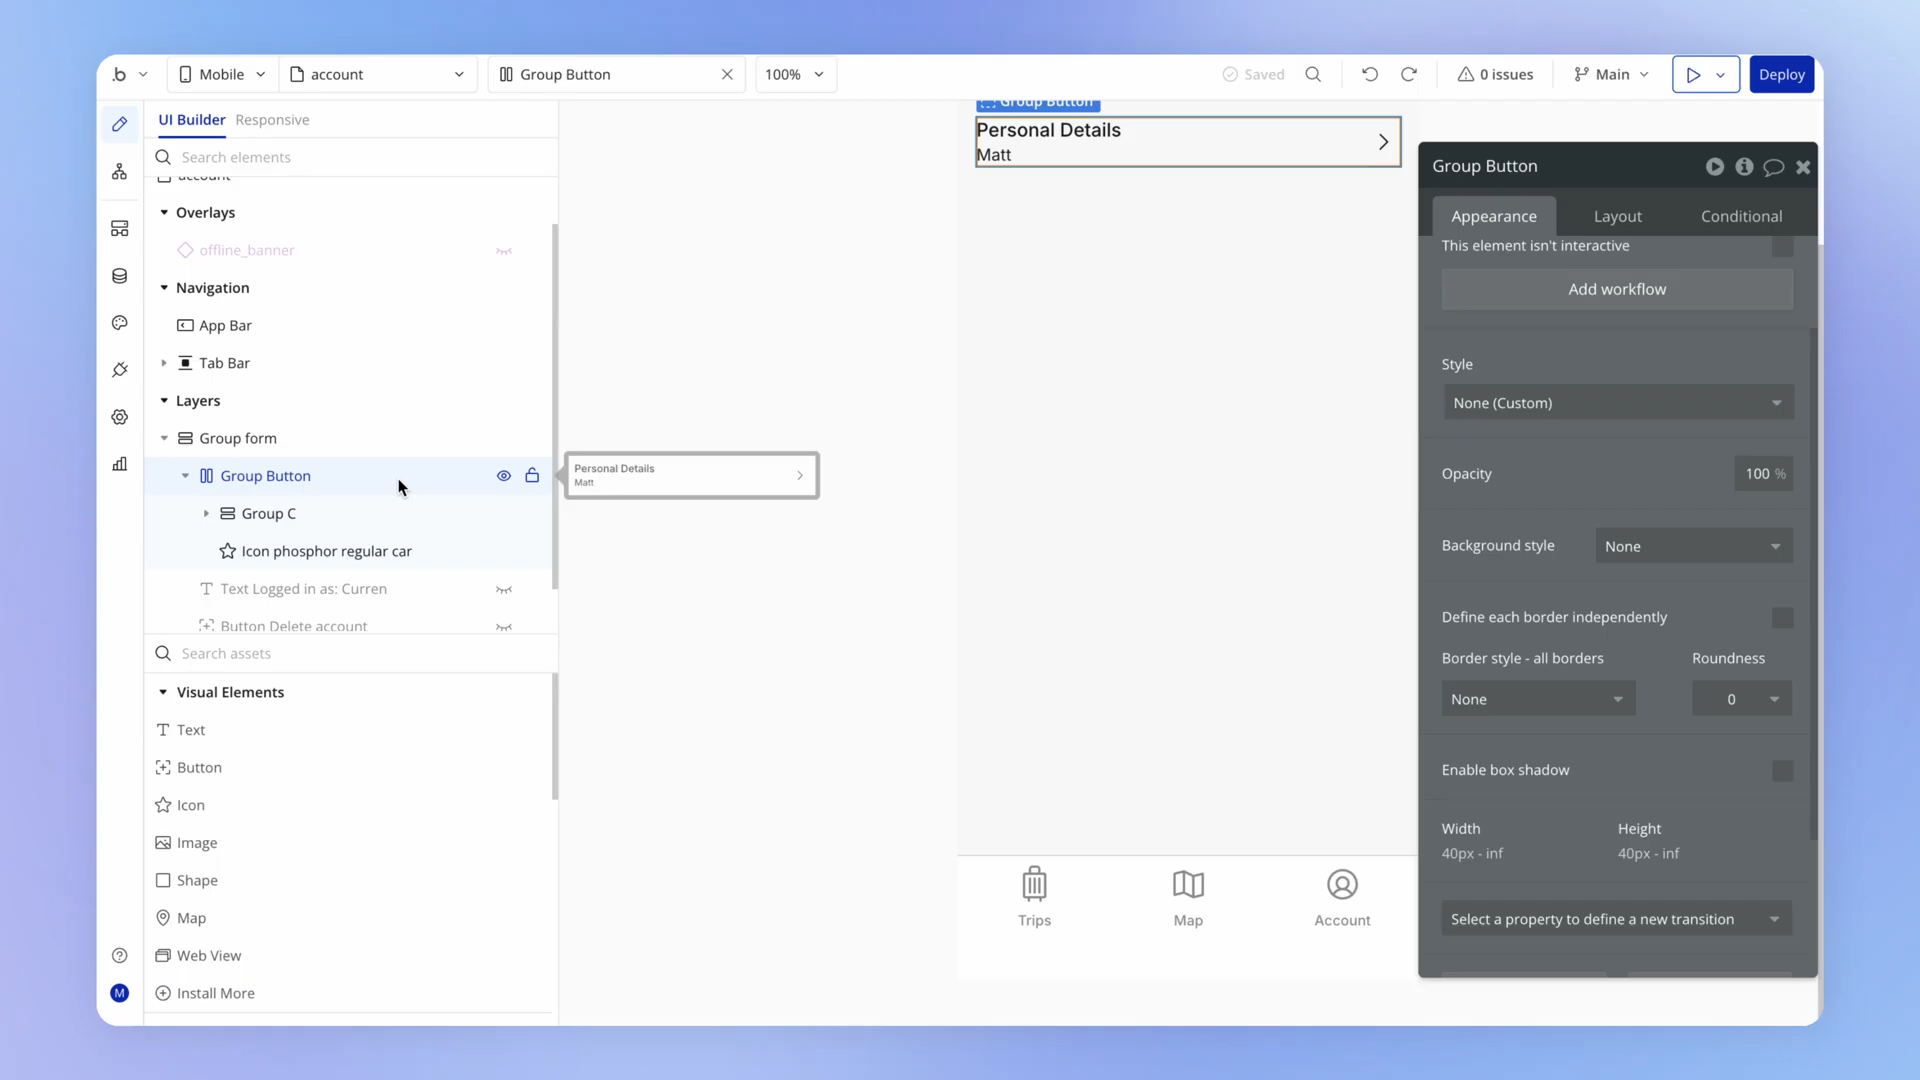 .b
Mobile
account
Group Button
100%
Saved
0 issues
Main
Deploy
UI Builder
Responsive
Search elements
account
Overlays
offline_banner
Navigation
App Bar
Tab Bar
Layers
Group form
Group Button
Group C
Icon phosphor regular car
Text Logged in as: Curren
Button Delete account
Search assets
Visual Elements
Text
Button
Icon
Image
Shape
Map
Web View
Install More
M
Personal Details
Matt
Group Button
Personal Details
Matt
Trips
Map
Account
Group Button
Appearance
Layout
Conditional
This element isn't interactive
Add workflow
Style
None (Custom)
Opacity
100 %
Background style
None
Define each border independently
Border style - all borders
Roundness
None
0
Enable box shadow
Width
Height
40px - inf
40px - inf
Select a property to define a new transition